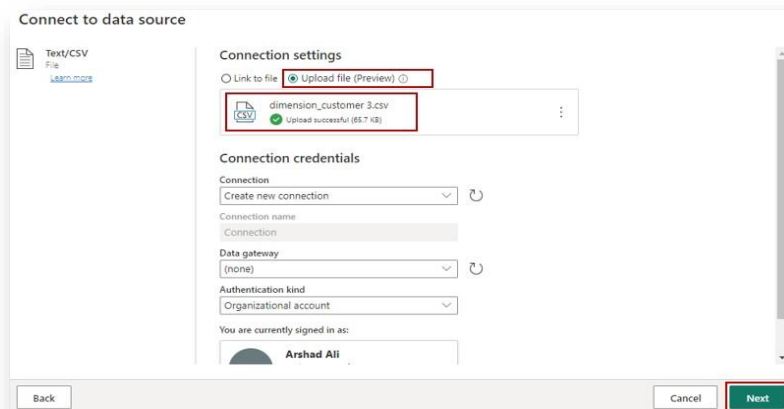 Connect to data source
Text/CSV
File
Learn more
Connection settings
Link to file
Upload file (Preview)
CSV
dimension_customer 3.csv
Upload successful (65.7 KB)
Connection credentials
Connection
Create new connection
Connection name
Connection
Data gateway
(none)
Authentication kind
Organizational account
You are currently signed in as:
Arshad Ali
Back
Cancel
Next